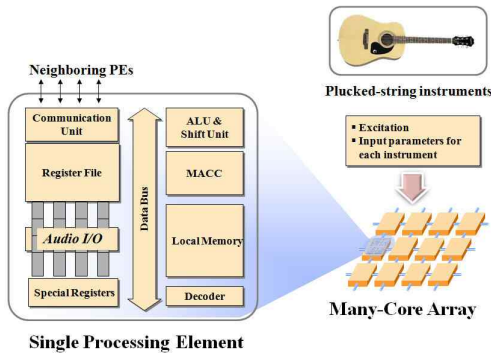 Neighboring PEs
Communication
Unit
Register File
Audio I/O
Special Registers
Data Bus
ALU &
Shift Unit
MACC
Local Memory
Decoder
Single Processing Element
Plucked-string instruments
▪ Excitation
▪ Input parameters for
each instrument
Many-Core Array